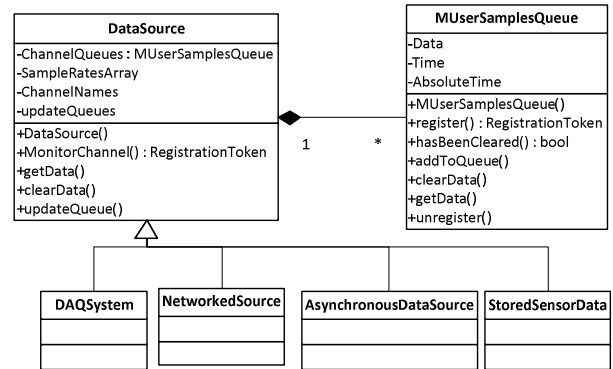 DataSource
-ChannelQueues : MUserSamplesQueue
-SampleRatesArray
-ChannelNames
-updateQueues
+DataSource()
+MonitorChannel() : RegistrationToken
+getData()
+clearData()
+updateQueue()
1
*
MUserSamplesQueue
-Data
-Time
-AbsoluteTime
+MUserSamplesQueue()
+register() : RegistrationToken
+hasBeenCleared() : bool
+addToQueue()
+clearData()
+getData()
+unregister()
DAQSystem
NetworkedSource
AsynchronousDataSource
StoredSensorData